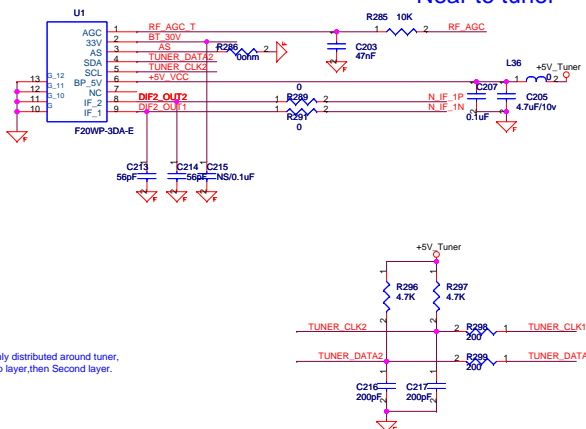 Near to tuner
U1
R285 10K
RF_AGC_T
RF_AGC
AGC
33V
AS
SDA
SCL
BP_5V
NC
IF_2
IF_1
1
2
3
4
5
6
7
8
9
BT_30V
AS
TUNER_DATA2
TUNER_CLK2
+5V_VCC
DIF2_OUT2
DIF2_OUT1
R286
0ohm
C203
47nF
L36
+5V_Tuner
13 G_12
12 G_11
11 G_10
10 G
F20WP-3DA-E
0
R289
R291
0
N_IF_1P
N_IF_1N
C207
0.1uF
C205
4.7uF/10v
C213
56pF
C214
56pF
C215
NS/0.1uF
+5V_Tuner
R296
4.7K
R297
4.7K
TUNER_CLK2
2 R298 1
200
TUNER_CLK1
TUNER_DATA2
2 R299 1
200
TUNER_DATA
C216
200pF
C217
200pF
nly distributed around tuner,
o layer,then Second layer.